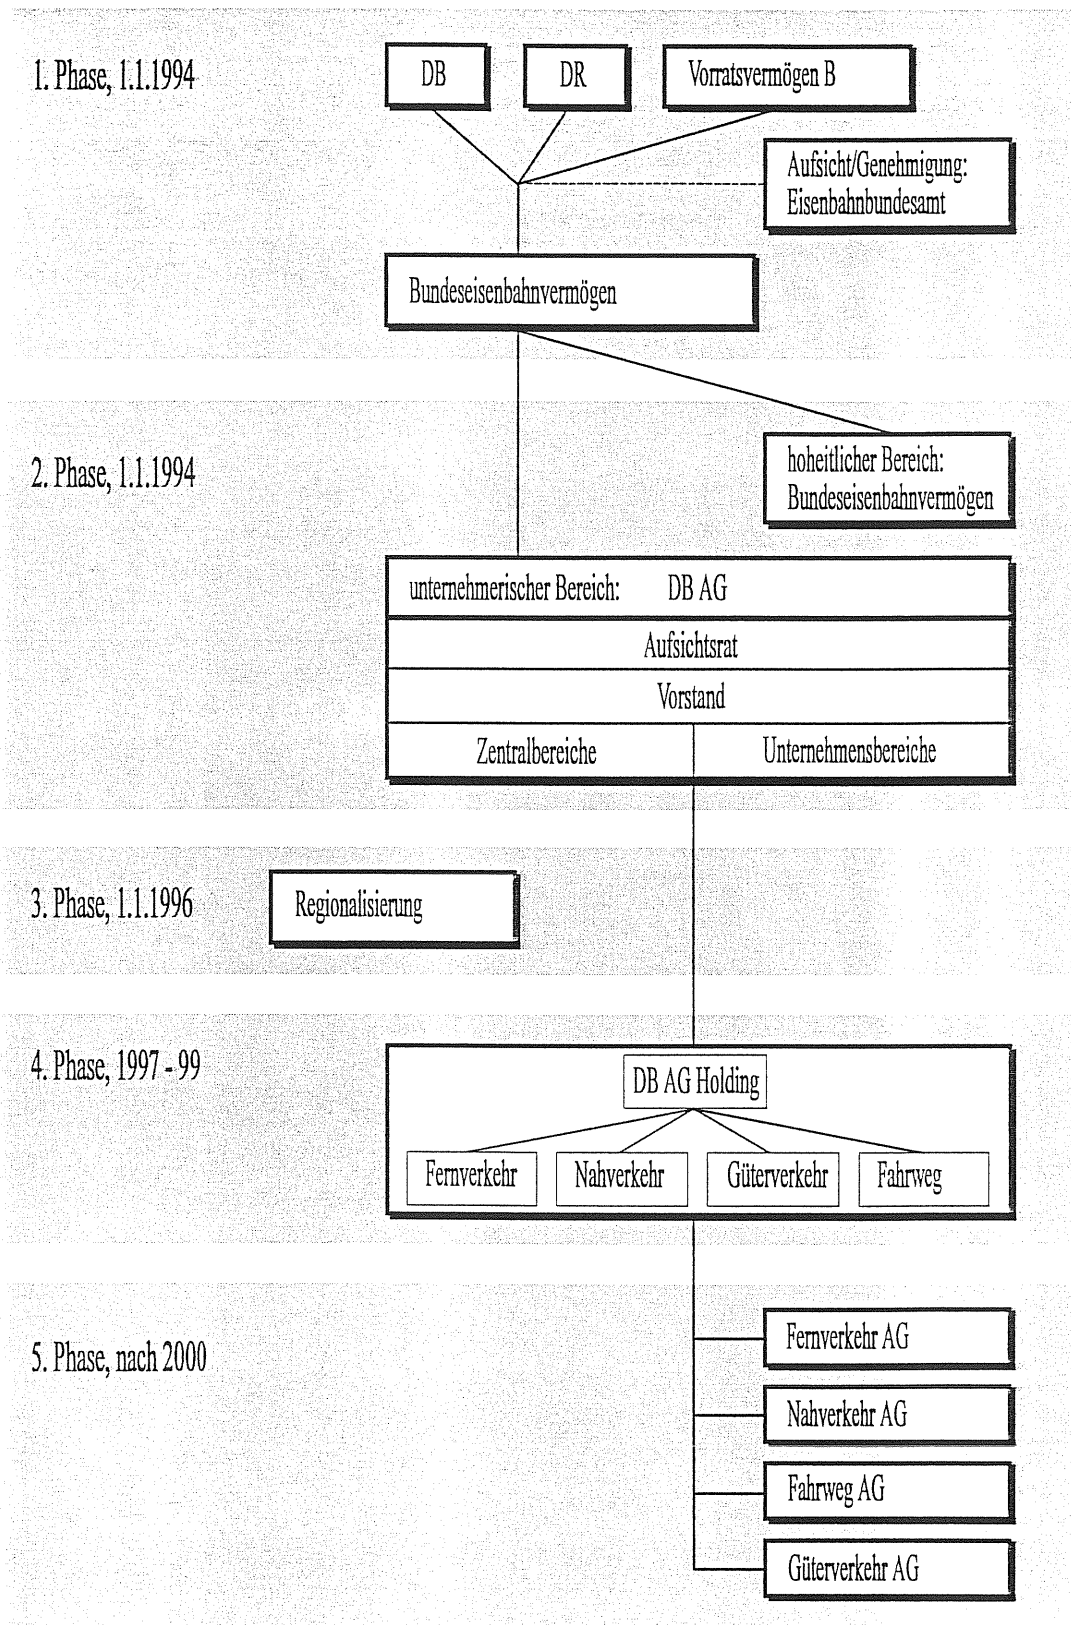 1. Phase, 1.1.1994
DB
DR
Vorratsvermögen B
Aufsicht/Genehmigung:
Eisenbahnbundesamt
Bundeseisenbahnvermögen
2. Phase, 1.1.1994
hoheitlicher Bereich:
Bundeseisenbahnvermögen
unternehmerischer Bereich: DB AG
Aufsichtsrat
Vorstand
Zentralbereiche
Unternehmensbereiche
3. Phase, 1.1.1996
Regionalisierung
4. Phase, 1997 - 99
DB AG Holding
Fernverkehr
Nahverkehr
Güterverkehr
Fahrweg
5. Phase, nach 2000
Fernverkehr AG
Nahverkehr AG
Fahrweg AG
Güterverkehr AG